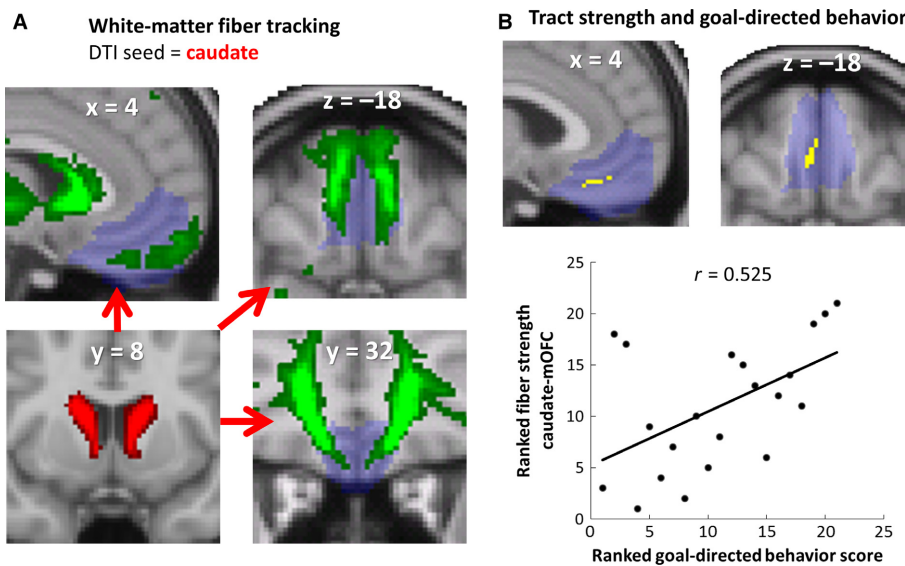 A
White-matter fiber tracking
DTI seed = caudate
x = 4
z = –18
y = 8
y = 32
B Tract strength and goal-directed behavior
x = 4
z = –18
r = 0.525
Ranked fiber strength
caudate-mOFC
25
20
15
10
5
0
0 5 10 15 20 25
Ranked goal-directed behavior score